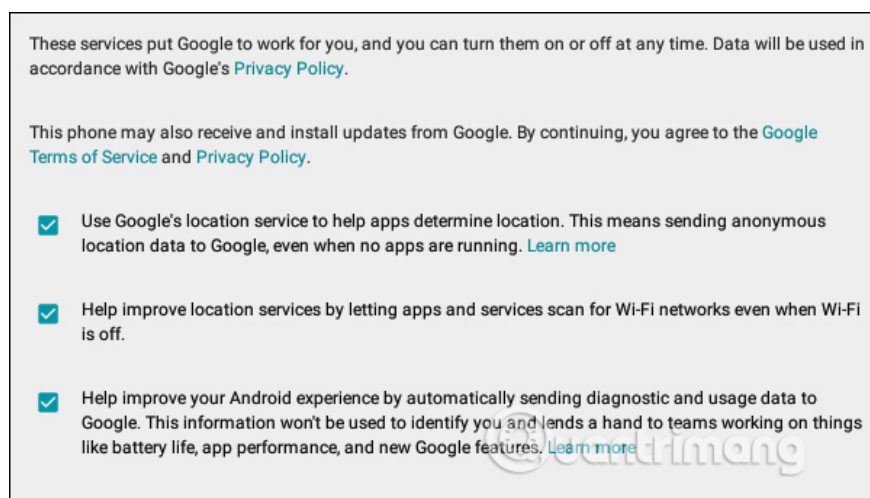 These services put Google to work for you, and you can turn them on or off at any time. Data will be used in
accordance with Google's Privacy Policy.
This phone may also receive and install updates from Google. By continuing, you agree to the Google
Terms of Service and Privacy Policy.
Use Google's location service to help apps determine location. This means sending anonymous
location data to Google, even when no apps are running. Learn more
Help improve location services by letting apps and services scan for Wi-Fi networks even when Wi-Fi
is off.
Help improve your Android experience by automatically sending diagnostic and usage data to
Google. This information won't be used to identify you and lends a hand to teams working on things
like battery life, app performance, and new Google features. Learn more
Quantrimang